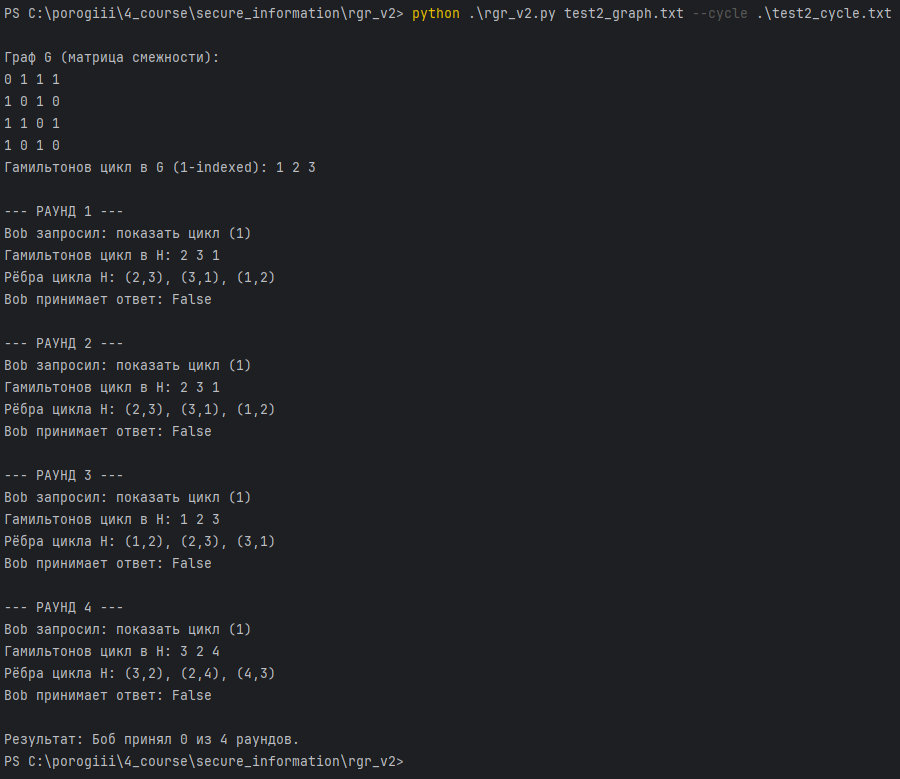 PS C:\porogiii\4_course\secure_information\rgr_v2> python .\rgr_v2.py test2_graph.txt --cycle .\test2_cycle.txt
Граф G (матрица смежности):
0 1 1 1
1 0 1 0
1 1 0 1
1 0 1 0
Гамильтонов цикл в G (1-indexed): 1 2 3
--- РАУНД 1 ---
Bob запросил: показать цикл (1)
Гамильтонов цикл в H: 2 3 1
Рёбра цикла H: (2,3), (3,1), (1,2)
Bob принимает ответ: False
--- РАУНД 2 ---
Bob запросил: показать цикл (1)
Гамильтонов цикл в H: 2 3 1
Рёбра цикла H: (2,3), (3,1), (1,2)
Bob принимает ответ: False
--- РАУНД 3 ---
Bob запросил: показать цикл (1)
Гамильтонов цикл в H: 1 2 3
Рёбра цикла H: (1,2), (2,3), (3,1)
Bob принимает ответ: False
--- РАУНД 4 ---
Bob запросил: показать цикл (1)
Гамильтонов цикл в H: 3 2 4
Рёбра цикла H: (3,2), (2,4), (4,3)
Bob принимает ответ: False
Результат: Боб принял 0 из 4 раундов.
PS C:\porogiii\4_course\secure_information\rgr_v2>